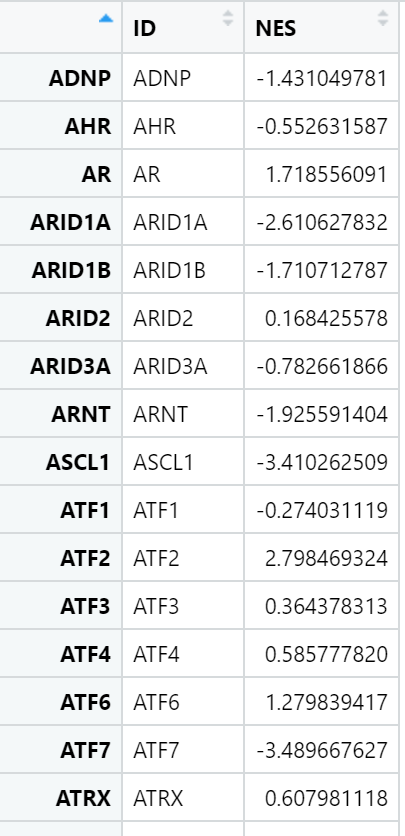 ID NES
ADNP ADNP -1.431049781
AHR AHR -0.552631587
AR AR 1.718556091
ARID1A ARID1A -2.610627832
ARID1B ARID1B -1.710712787
ARID2 ARID2 0.168425578
ARID3A ARID3A -0.782661866
ARNT ARNT -1.925591404
ASCL1 ASCL1 -3.410262509
ATF1 ATF1 -0.274031119
ATF2 ATF2 2.798469324
ATF3 ATF3 0.364378313
ATF4 ATF4 0.585777820
ATF6 ATF6 1.279839417
ATF7 ATF7 -3.489667627
ATRX ATRX 0.607981118